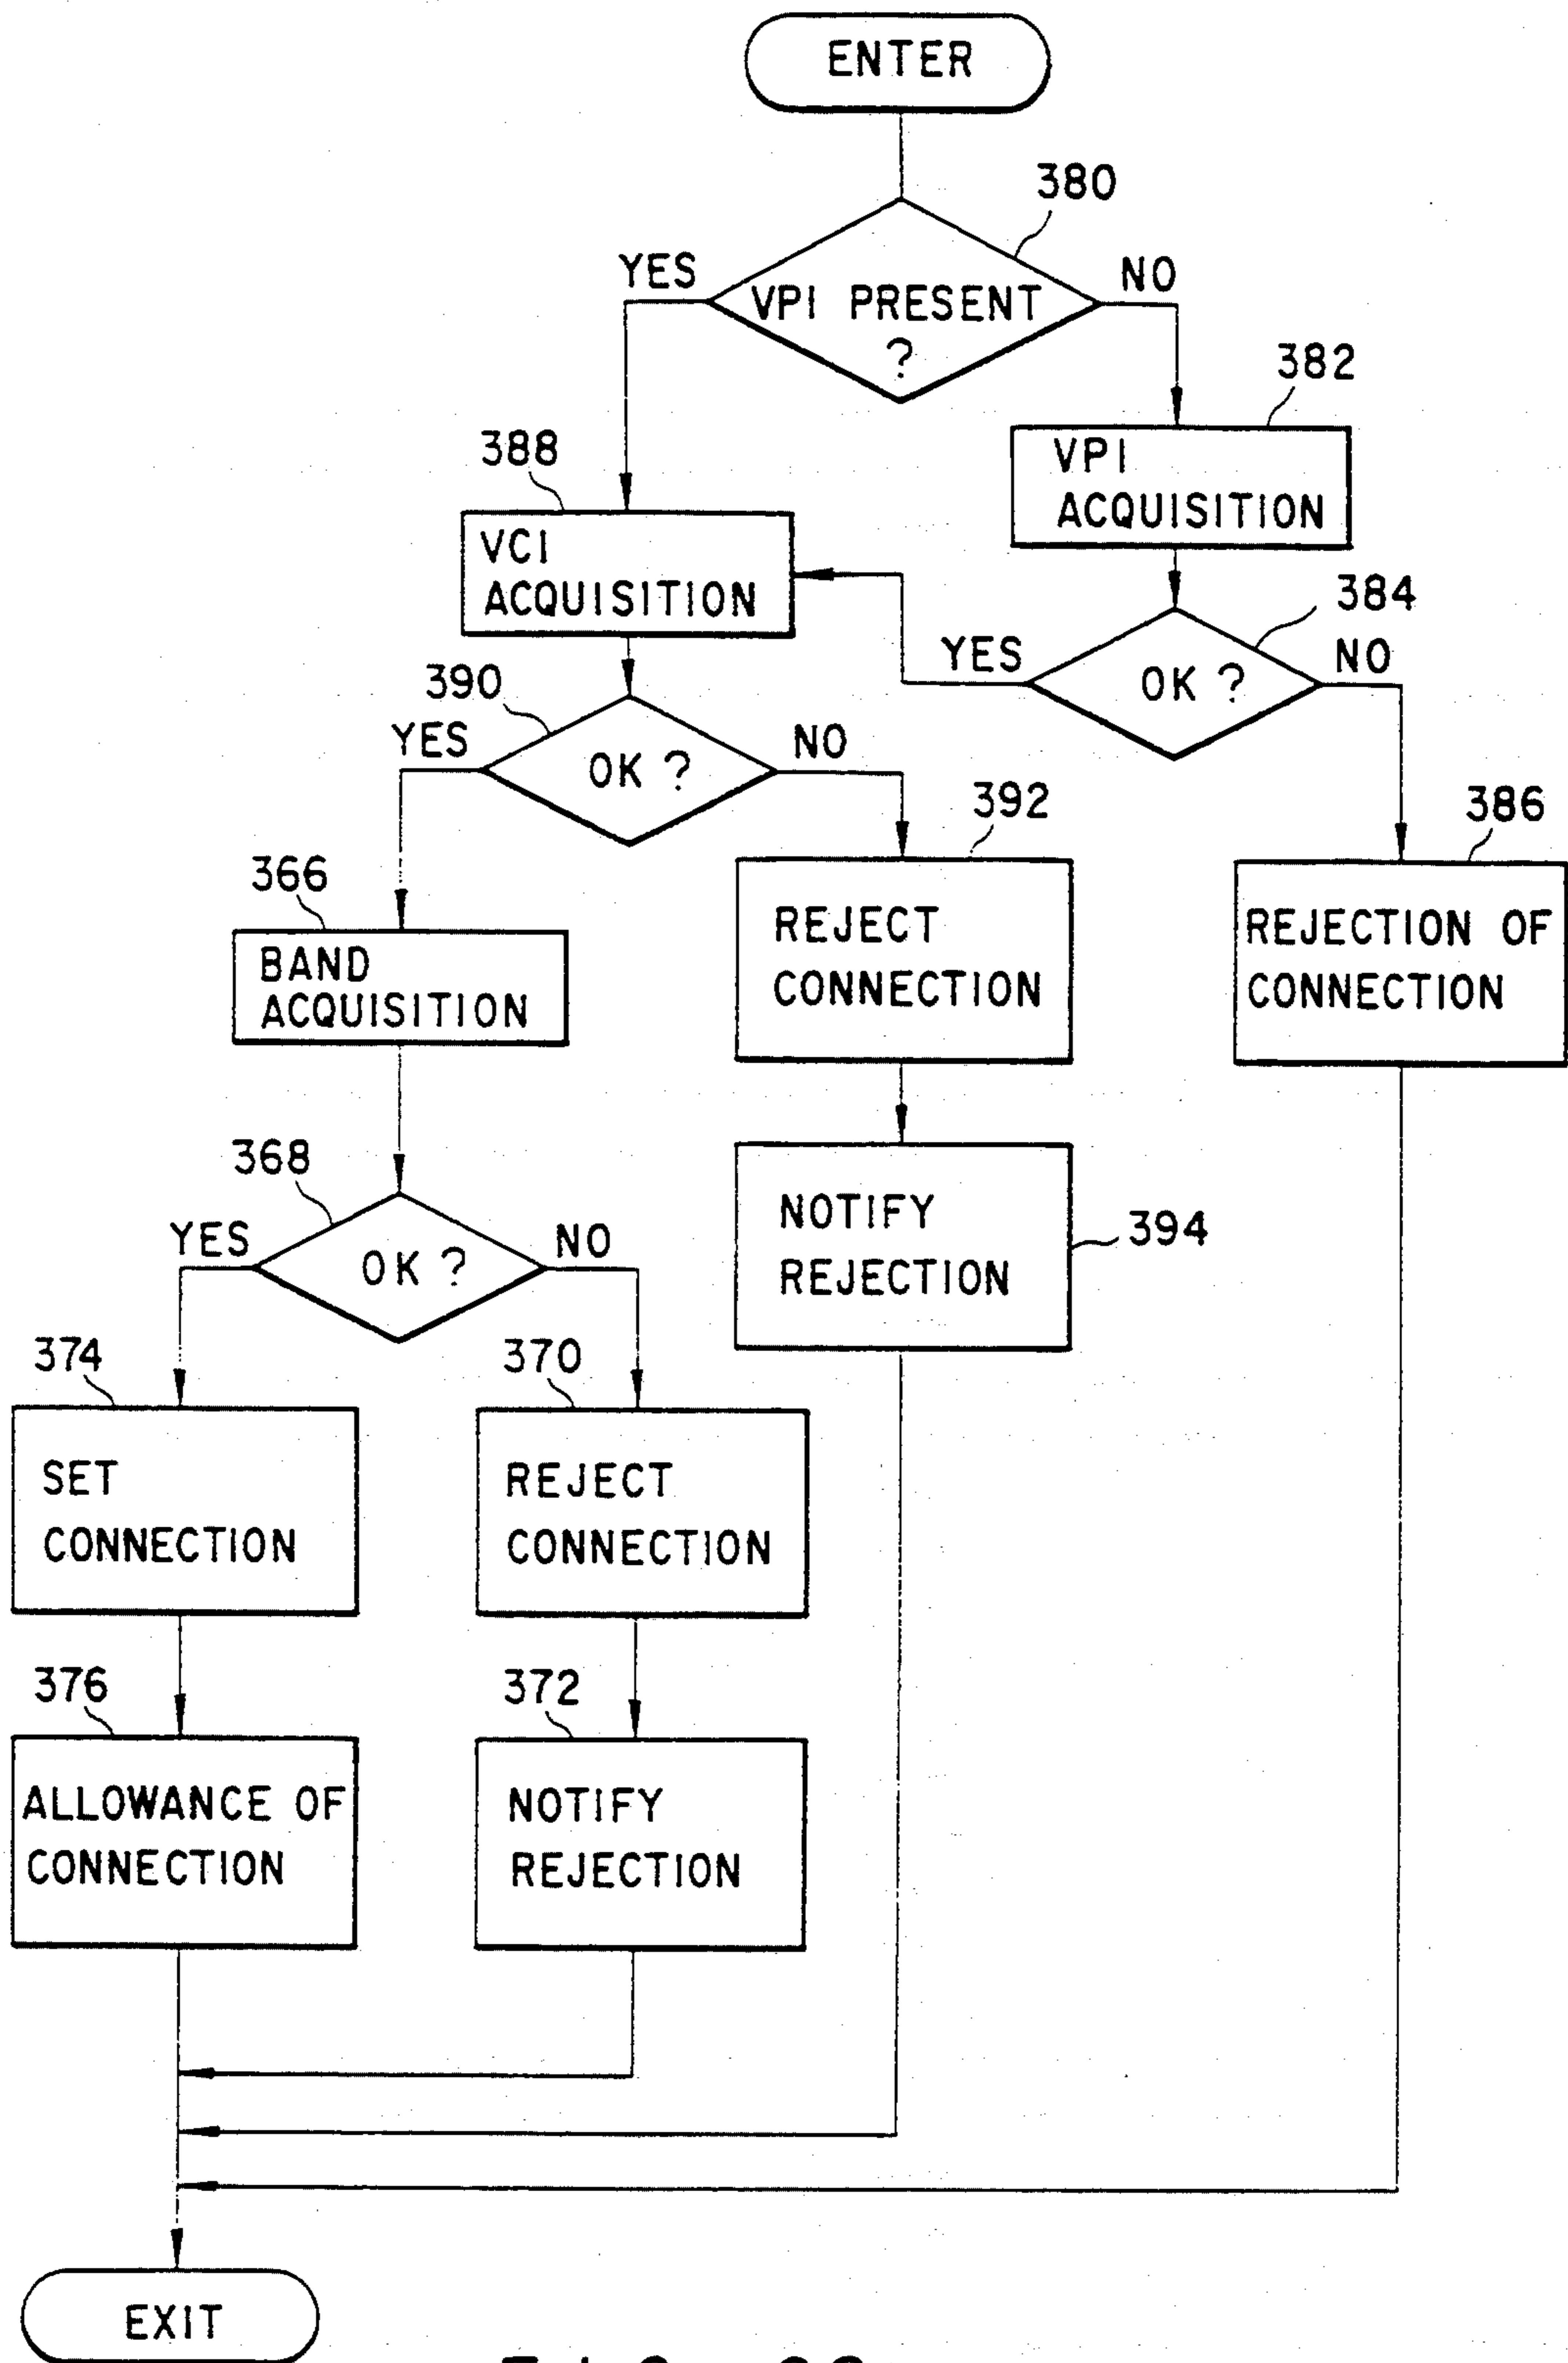 ENTER
380
YES
NO
VPI PRESENT
?
382
388
VPI
ACQUISITION
VCI
ACQUISITION
384
390
YES
NO
OK ?
YES
NO
OK ?
392
386
366
REJECT
CONNECTION
REJECTION OF
CONNECTION
BAND
ACQUISITION
368
YES
NO
OK ?
NOTIFY
REJECTION
394
374
370
SET
CONNECTION
REJECT
CONNECTION
376
372
ALLOWANCE OF
CONNECTION
NOTIFY
REJECTION
EXIT